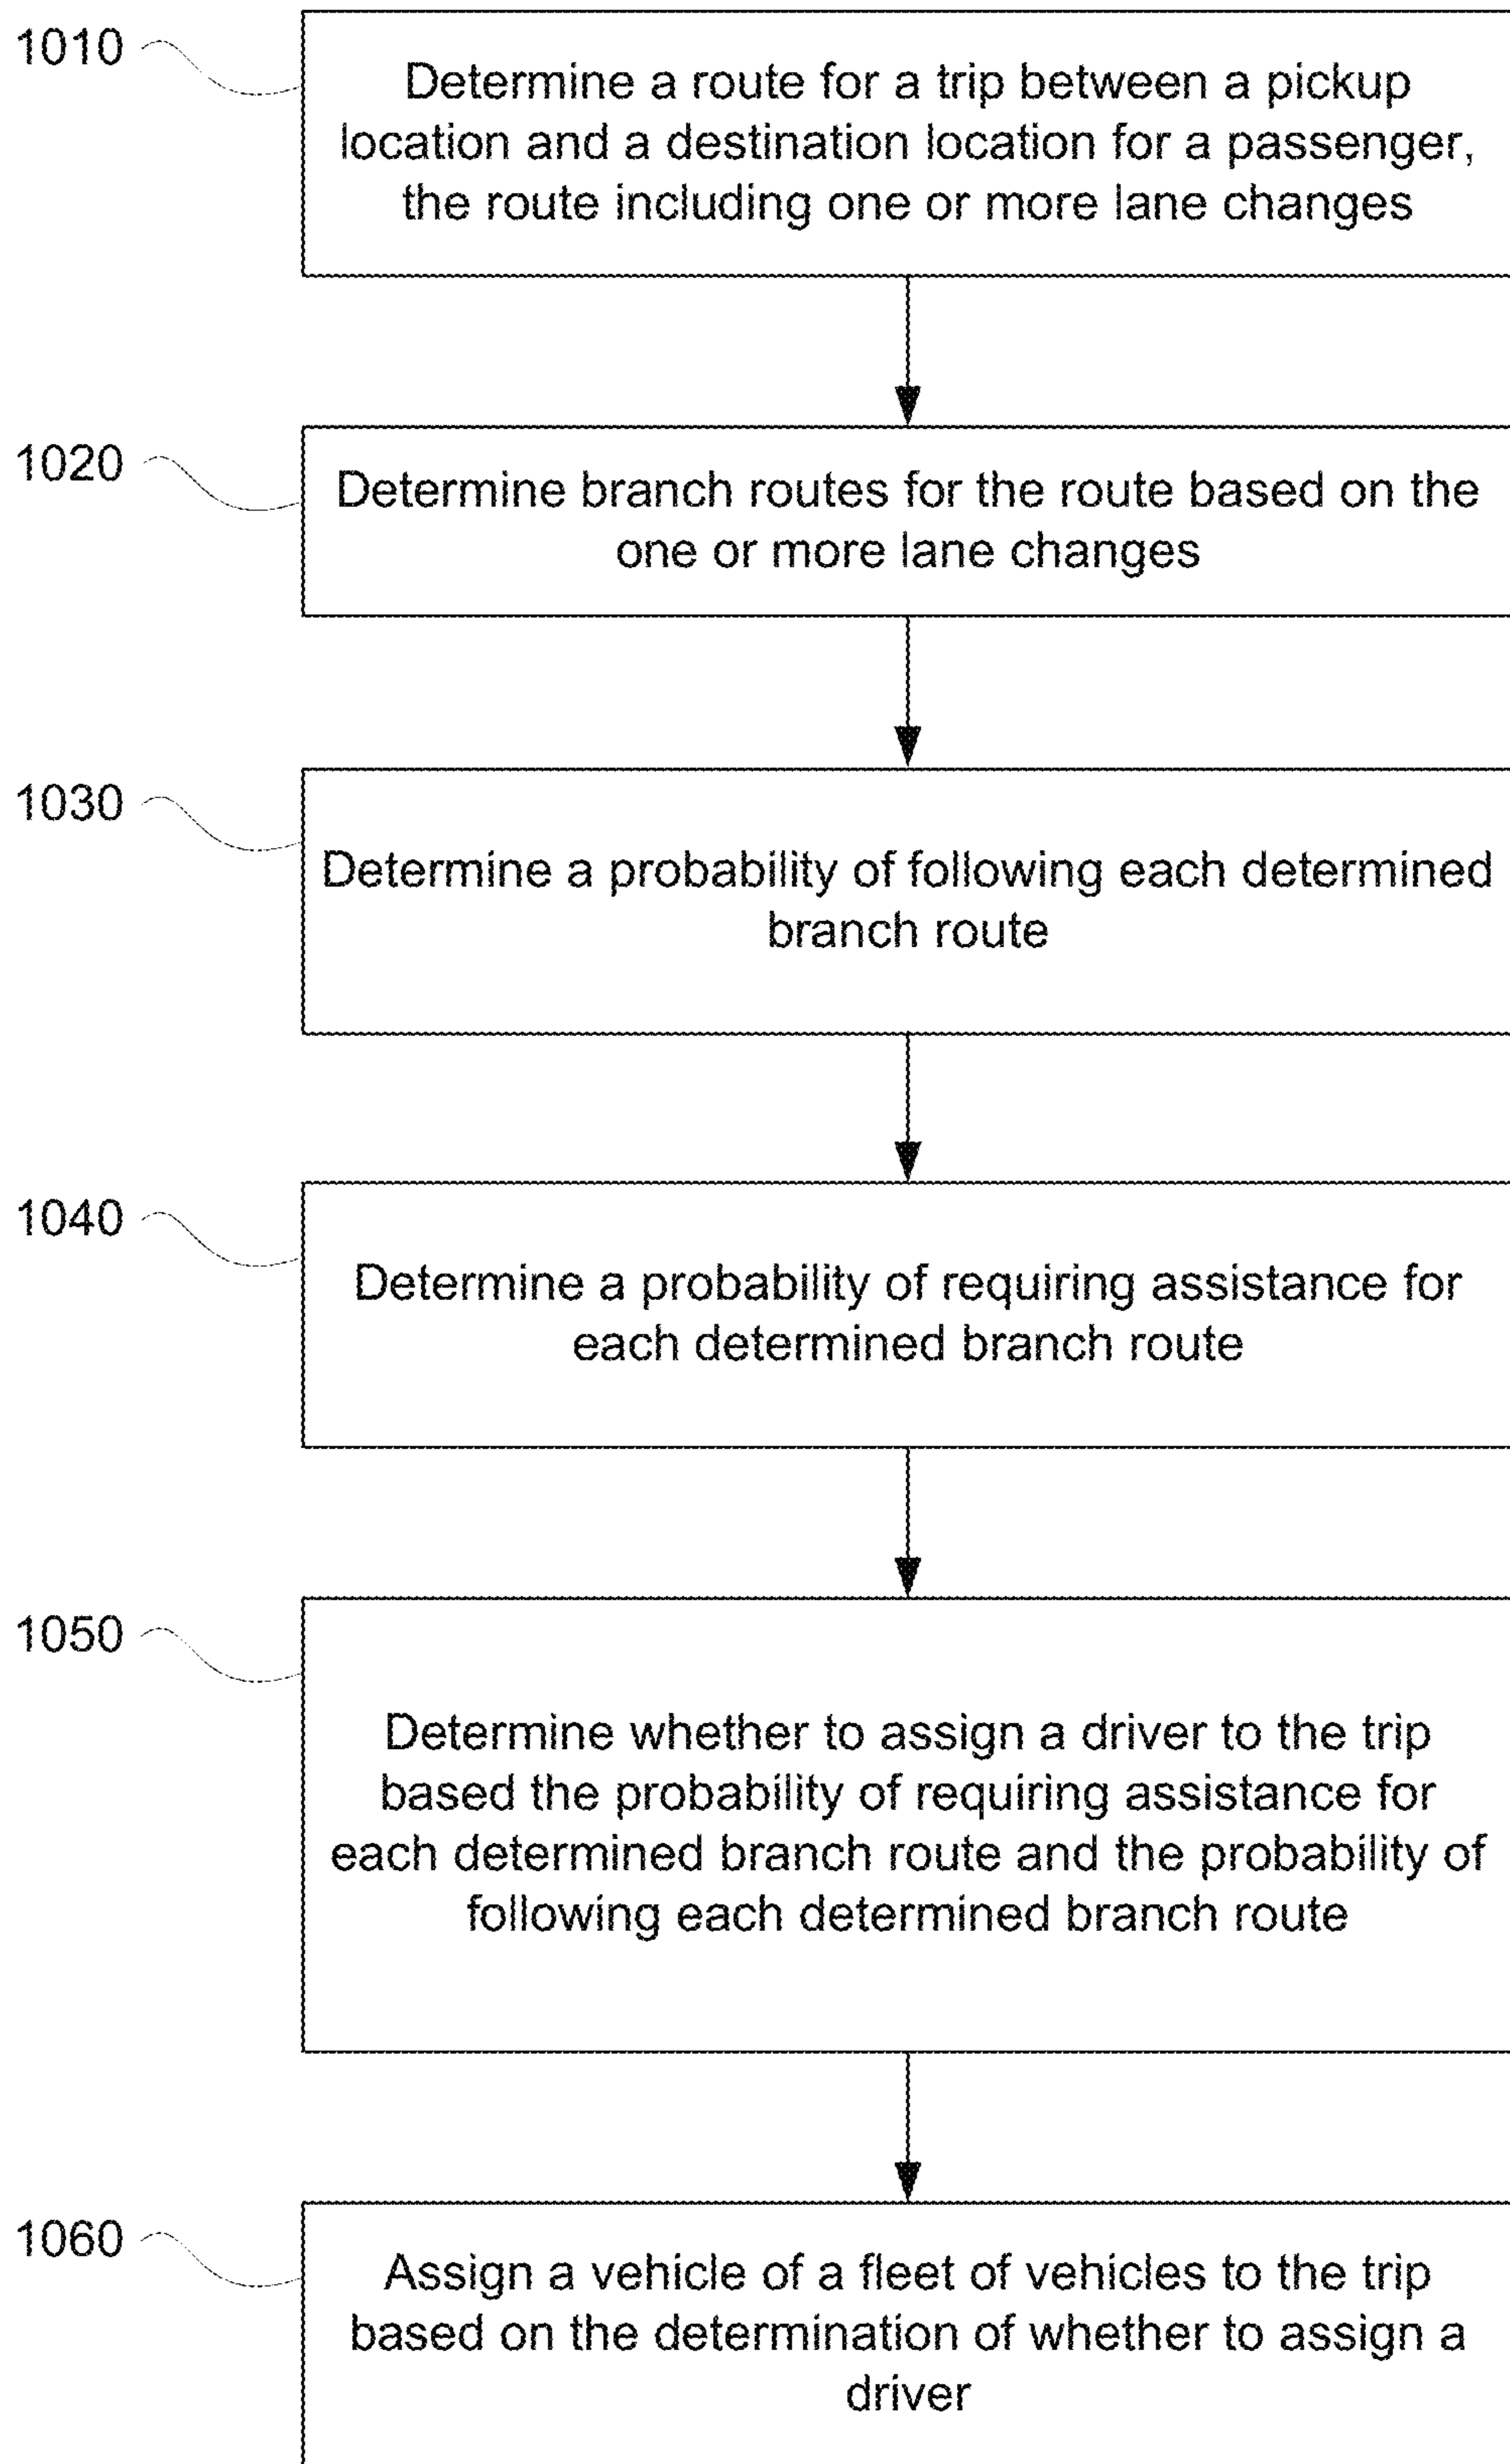 1010
Determine a route for a trip between a pickup
location and a destination location for a passenger,
the route including one or more lane changes
1020
Determine branch routes for the route based on the
one or more lane changes
1030
Determine a probability of following each determined
branch route
1040
Determine a probability of requiring assistance for
each determined branch route
1050
Determine whether to assign a driver to the trip
based the probability of requiring assistance for
each determined branch route and the probability of
following each determined branch route
1060
Assign a vehicle of a fleet of vehicles to the trip
based on the determination of whether to assign a
driver